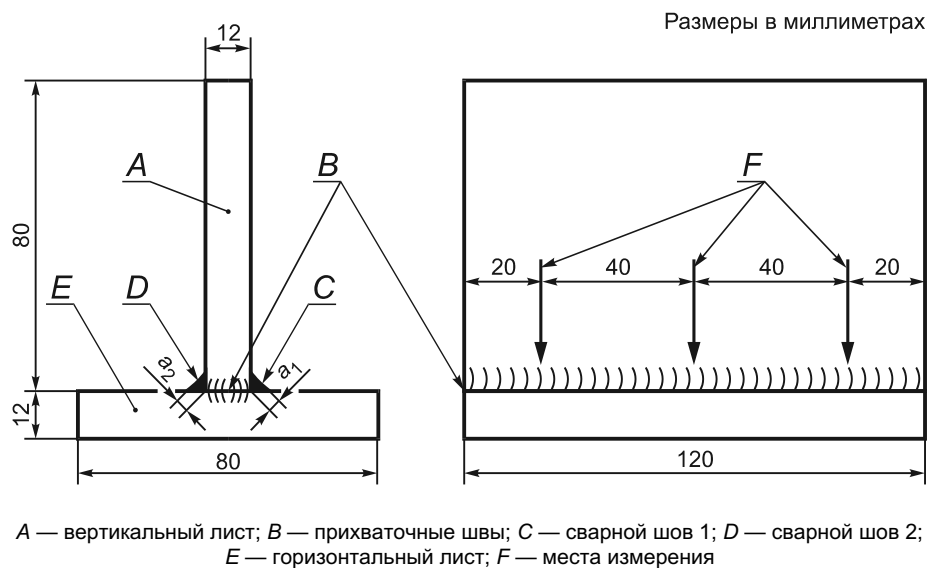 Размеры в миллиметрах
12
A
B
F
80
20
40
40
20
E
D
C
a2
a1
12
80
120
A — вертикальный лист; B — прихваточные швы; C — сварной шов 1; D — сварной шов 2;
E — горизонтальный лист; F — места измерения